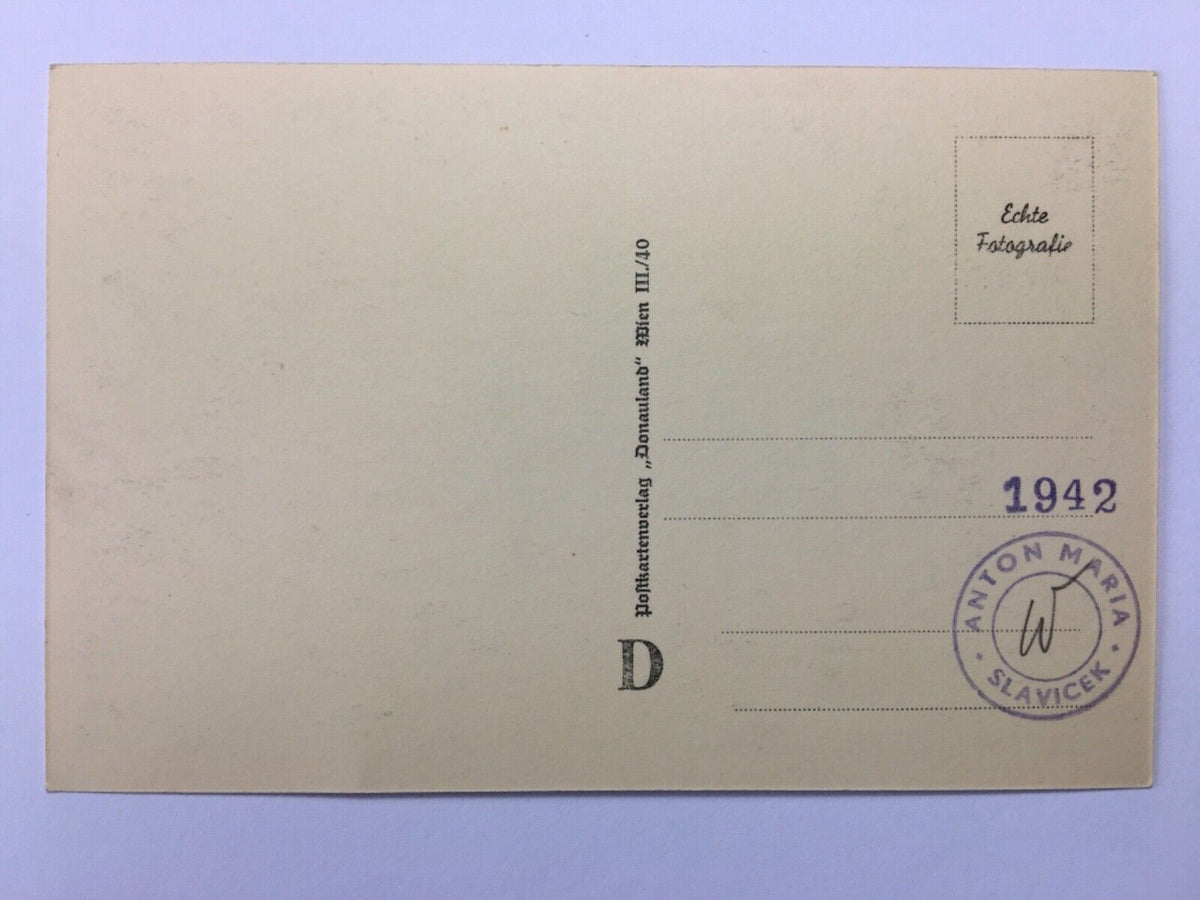 Echte
Fotografie
Postkartenverlag „Donauland“ Wien III./40
D
1942
ANTON MARIA
W
· SLAVICEK ·